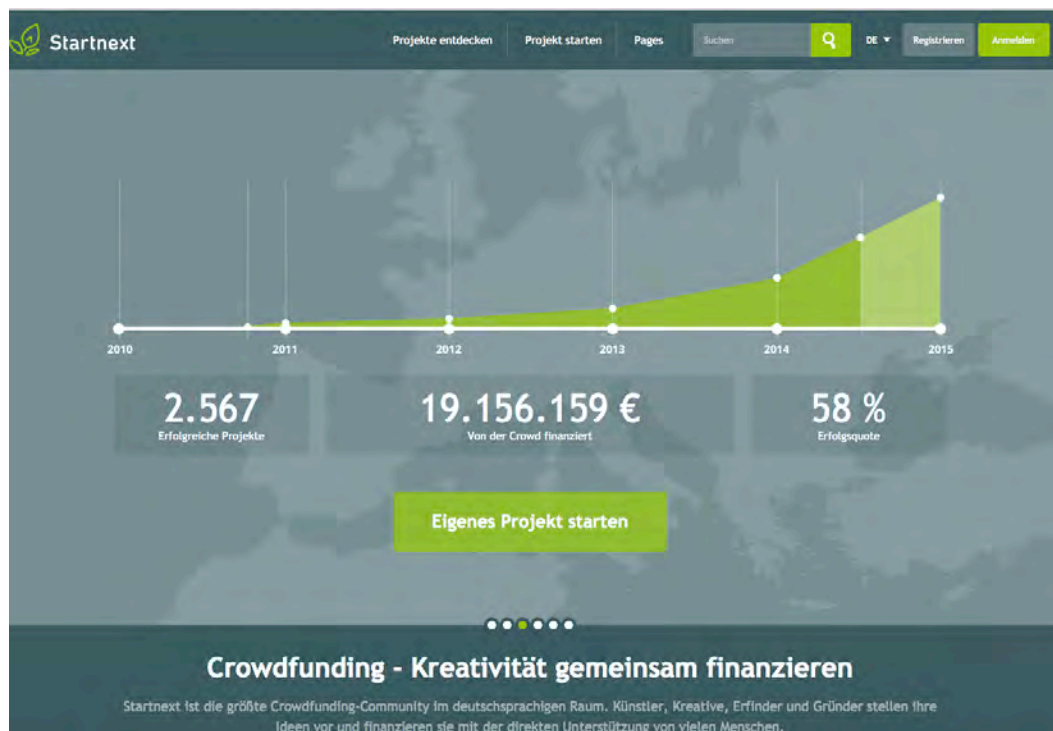 Startnext
Projekte entdecken
Projekt starten
Pages
Suchen
DE
Registrieren
Anmelden
2010
2011
2012
2013
2014
2015
2.567
Erfolgreiche Projekte
19.156.159 €
Von der Crowd finanziert
58 %
Erfolgsquote
Eigenes Projekt starten
Crowdfunding - Kreativität gemeinsam finanzieren
Startnext ist die größte Crowdfunding-Community im deutschsprachigen Raum. Künstler, Kreative, Erfinder und Gründer stellen ihre
Ideen vor und finanzieren sie mit der direkten Unterstützung von vielen Menschen.